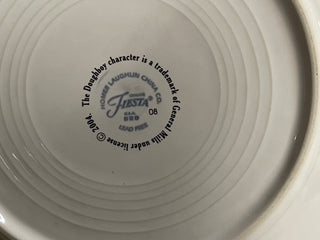 The Doughboy character is a trademark of General Mills under license © 2004.
HOMER LAUGHLIN CHINA CO.
FIESTA®
08
U.S.A.
LEAD FREE